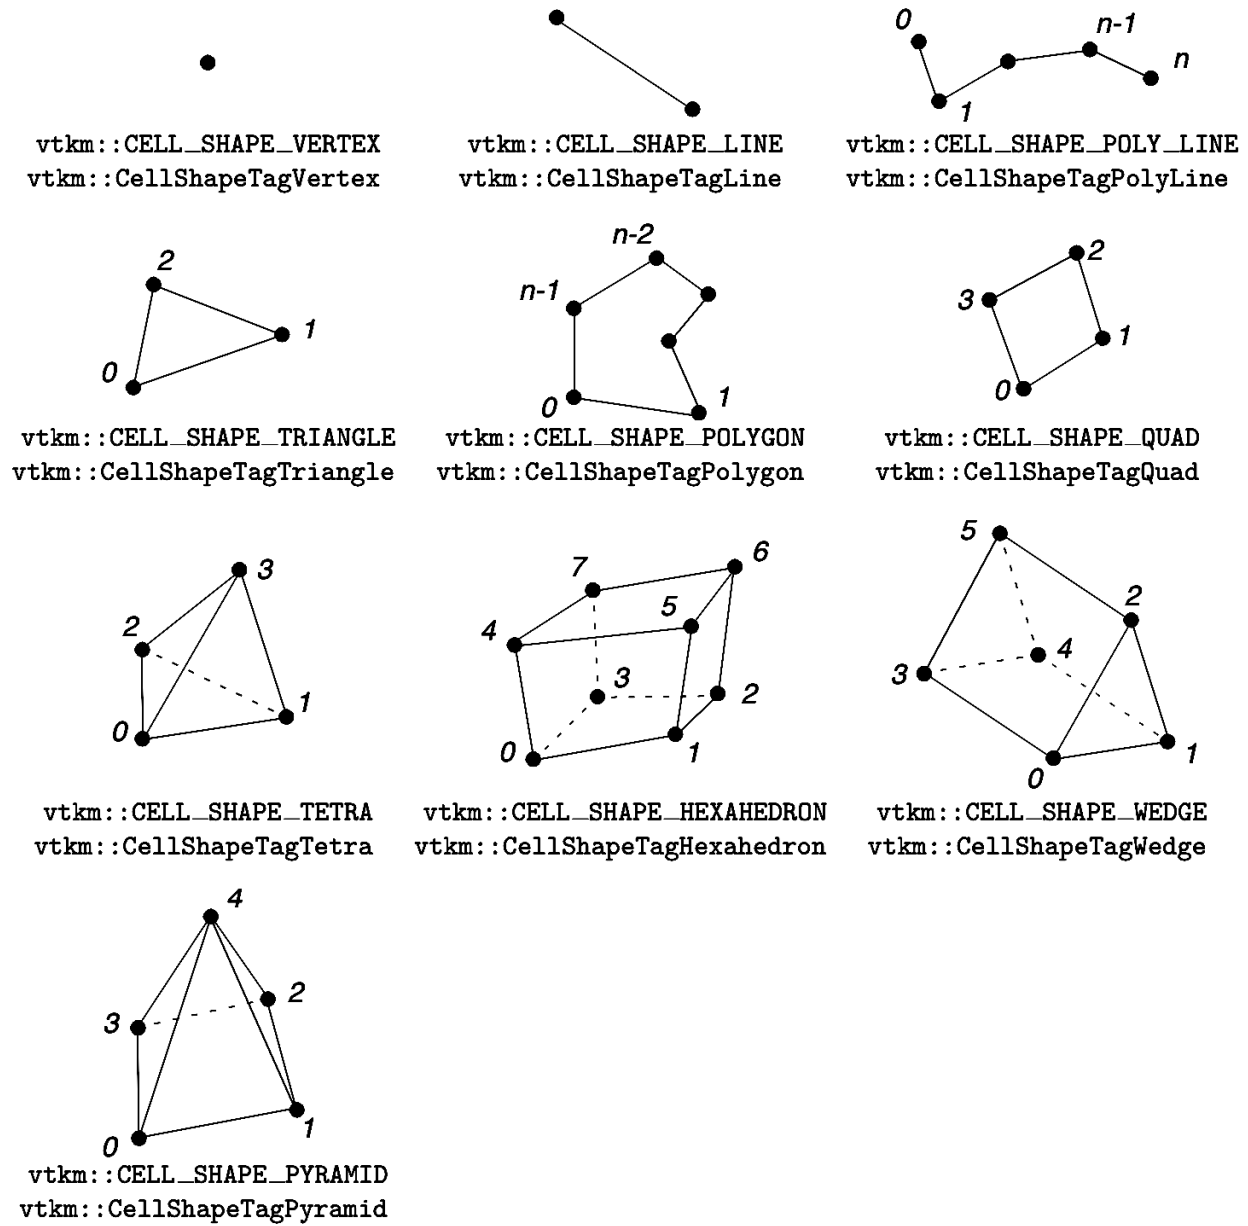 0
n-1
n
1
vtkm::CELL_SHAPE_VERTEX
vtkm::CellShapeTagVertex
vtkm::CELL_SHAPE_LINE
vtkm::CellShapeTagLine
vtkm::CELL_SHAPE_POLY_LINE
vtkm::CellShapeTagPolyLine
2
1
0
vtkm::CELL_SHAPE_TRIANGLE
vtkm::CellShapeTagTriangle
n-2
n-1
0
1
vtkm::CELL_SHAPE_POLYGON
vtkm::CellShapeTagPolygon
2
3
1
0
vtkm::CELL_SHAPE_QUAD
vtkm::CellShapeTagQuad
3
2
1
0
vtkm::CELL_SHAPE_TETRA
vtkm::CellShapeTagTetra
6
7
5
4
3
2
0
1
vtkm::CELL_SHAPE_HEXAHEDRON
vtkm::CellShapeTagHexahedron
5
2
4
3
1
0
vtkm::CELL_SHAPE_WEDGE
vtkm::CellShapeTagWedge
4
2
3
1
0
vtkm::CELL_SHAPE_PYRAMID
vtkm::CellShapeTagPyramid